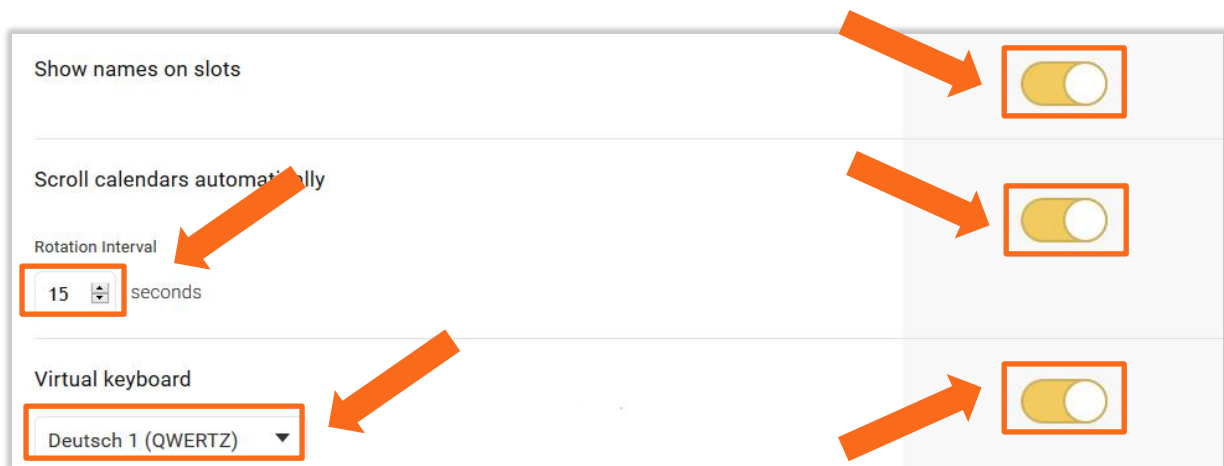 Show names on slots
Scroll calendars automatically
Rotation Interval
15 seconds
Virtual keyboard
Deutsch 1 (QWERTZ)